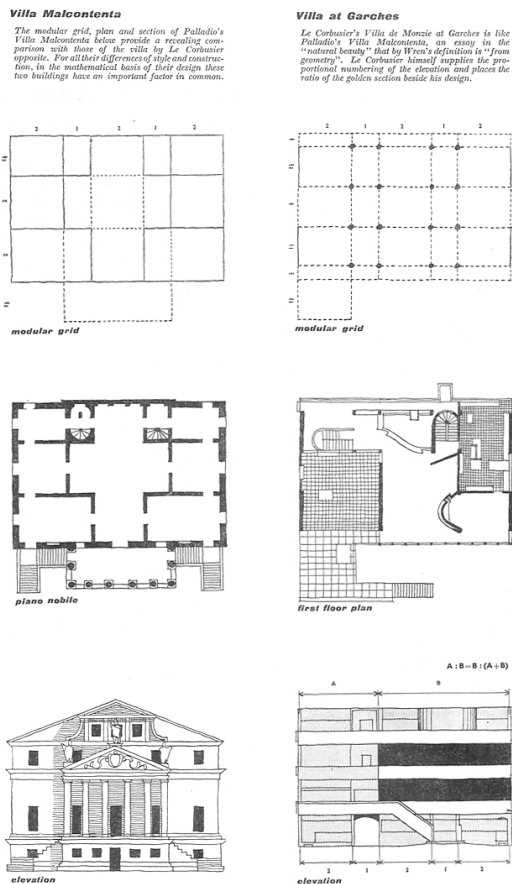 Villa Malcontenta
The modular grid, plan and section of Palladio's
Villa Malcontenta below provide a revealing com-
parison with those of the villa by Le Corbusier
opposite. For all their differences of style and construc-
tion, in the mathematical basis of their design these
two buildings have an important factor in common.
Villa at Garches
Le Corbusier's Villa de Monzie at Garches is like
Palladio's Villa Malcontenta, an essay in the
"natural beauty" that by Wren's definition is "from
geometry". Le Corbusier himself supplies the pro-
portional numbering of the elevation and places the
ratio of the golden section beside his design.
2 1 2 1 2
2
2
modular grid
2 1 2 1 2
modular grid
piano nobile
first floor plan
elevation
A:B=B:(A+B)
A B
2 1 2 1 2
elevation